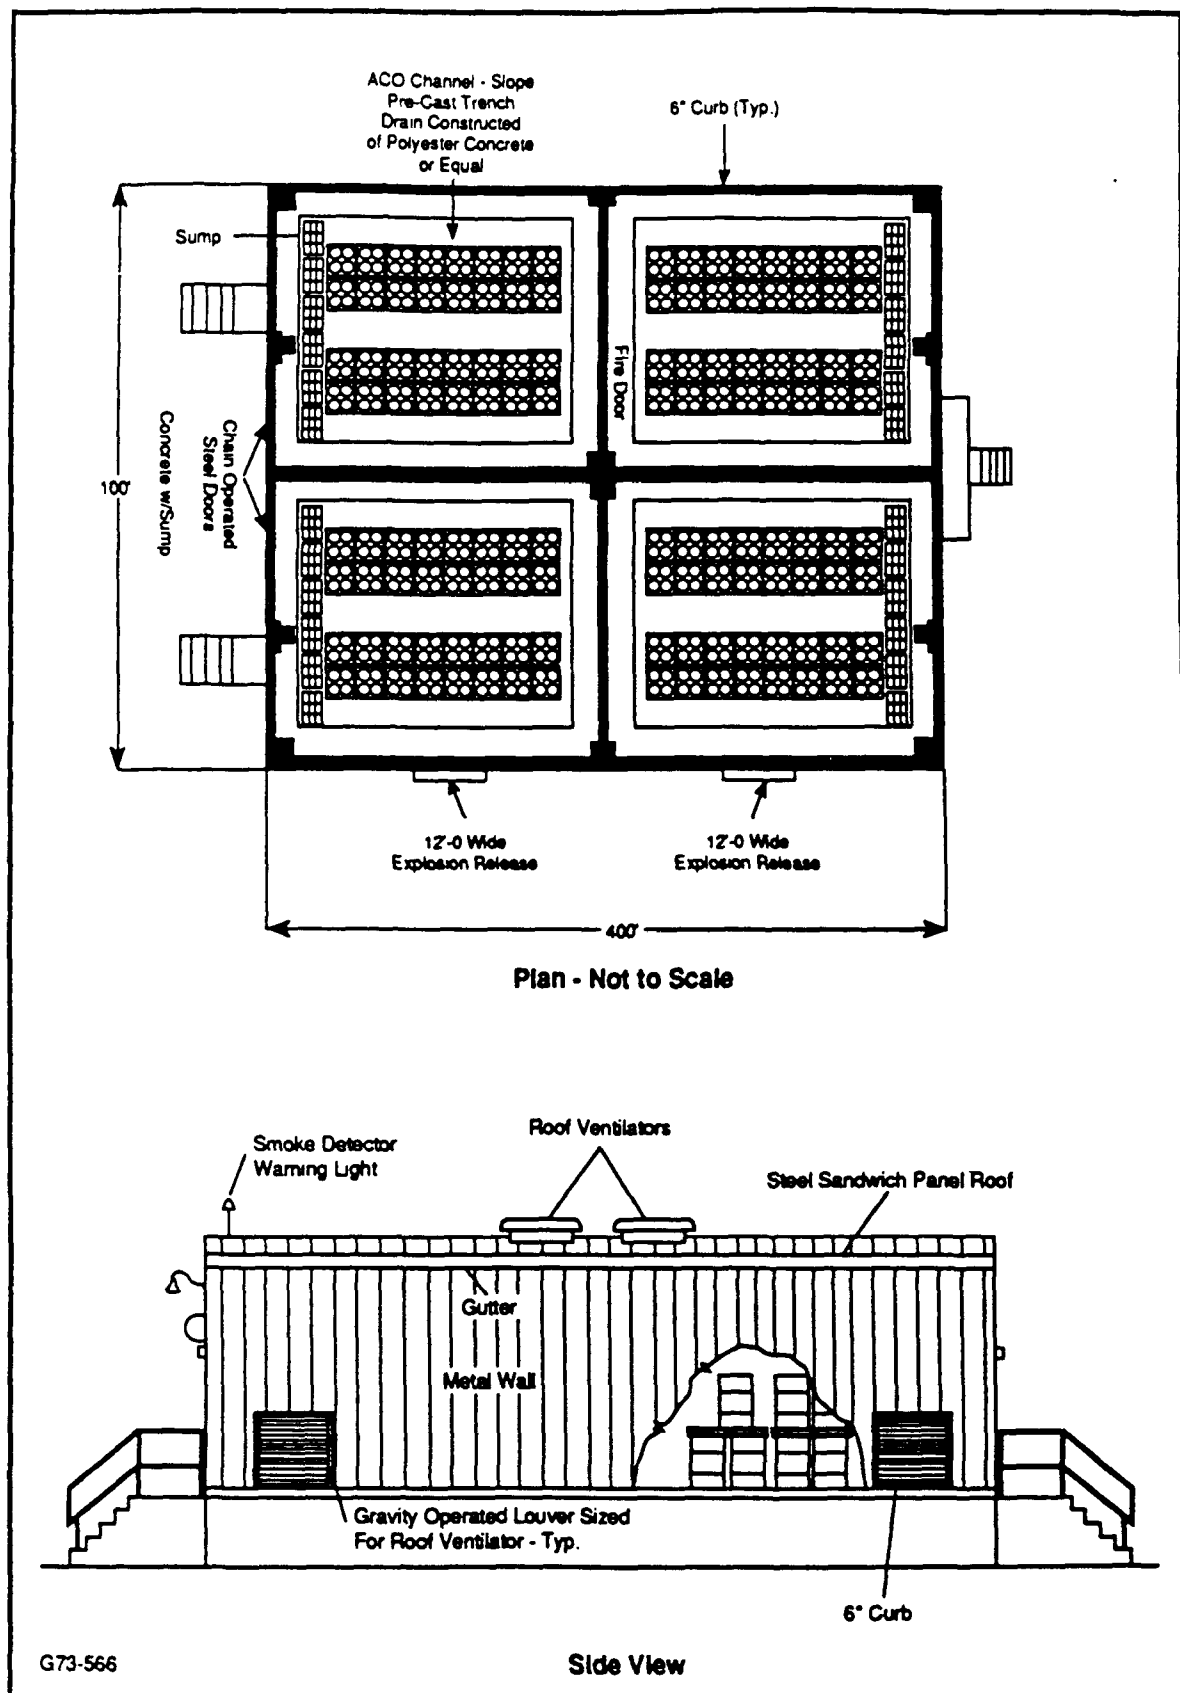 ACO Channel - Slope
Pre-Cast Trench
Drain Constructed
of Polyester Concrete
or Equal
6" Curb (Typ.)
Sump
Fire Door
Chain Operated
Steel Doors
Concrete w/Sump
100'
12'-0 Wide
Explosion Release
12'-0 Wide
Explosion Release
400'
Plan - Not to Scale
Smoke Detector
Warning Light
Roof Ventilators
Steel Sandwich Panel Roof
Gutter
Metal Wall
Gravity Operated Louver Sized
For Roof Ventilator - Typ.
6" Curb
G73-566
Side View